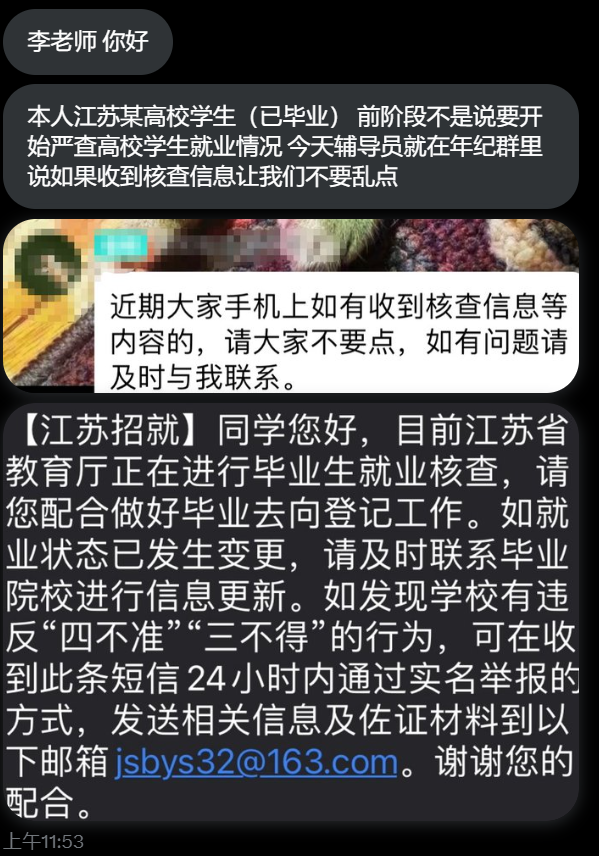 李老师 你好
本人江苏某高校学生（已毕业） 前阶段不是说要开
始严查高校学生就业情况 今天辅导员就在年纪群里
说如果收到核查信息让我们不要乱点
近期大家手机上如有收到核查信息等
内容的，请大家不要点，如有问题请
及时与我联系。
【江苏招就】同学您好，目前江苏省
教育厅正在进行毕业生就业核查，请
您配合做好毕业去向登记工作。如就
业状态已发生变更，请及时联系毕业
院校进行信息更新。如发现学校有违
反“四不准”“三不得”的行为，可在收
到此条短信24小时内通过实名举报的
方式，发送相关信息及佐证材料到以
下邮箱jsbys32@163.com。谢谢您的
配合。
上午11:53